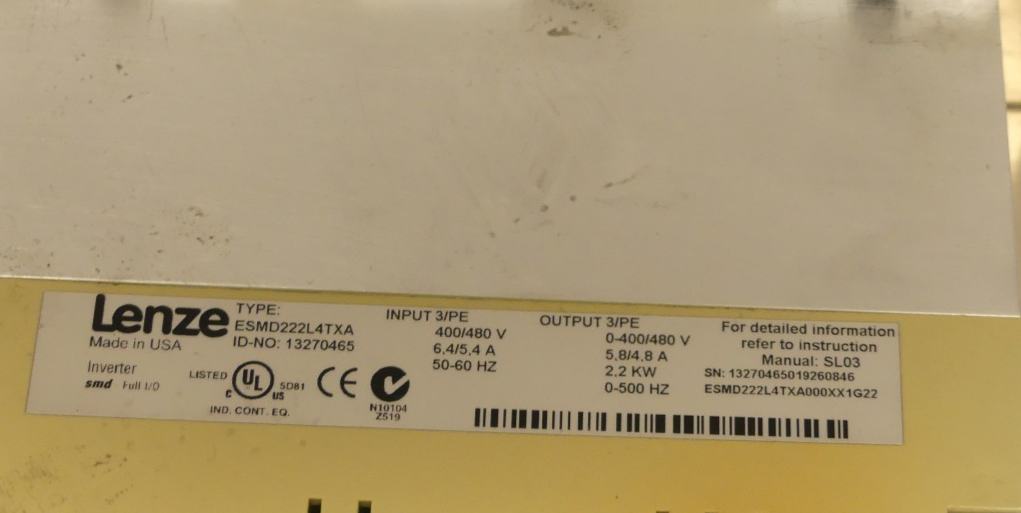 Lenze
Made in USA
Inverter
smd Full I/O
TYPE:
ESMD222L4TXA
ID-NO: 13270465
LISTED
C UL US
5D81
IND. CONT. EQ.
CE
N10104
Z519
INPUT 3/PE
400/480 V
6,4/5,4 A
50-60 HZ
OUTPUT 3/PE
0-400/480 V
5,8/4,8 A
2,2 KW
0-500 HZ
For detailed information
refer to instruction
Manual: SL03
SN: 13270465019260846
ESMD222L4TXA000XX1G22